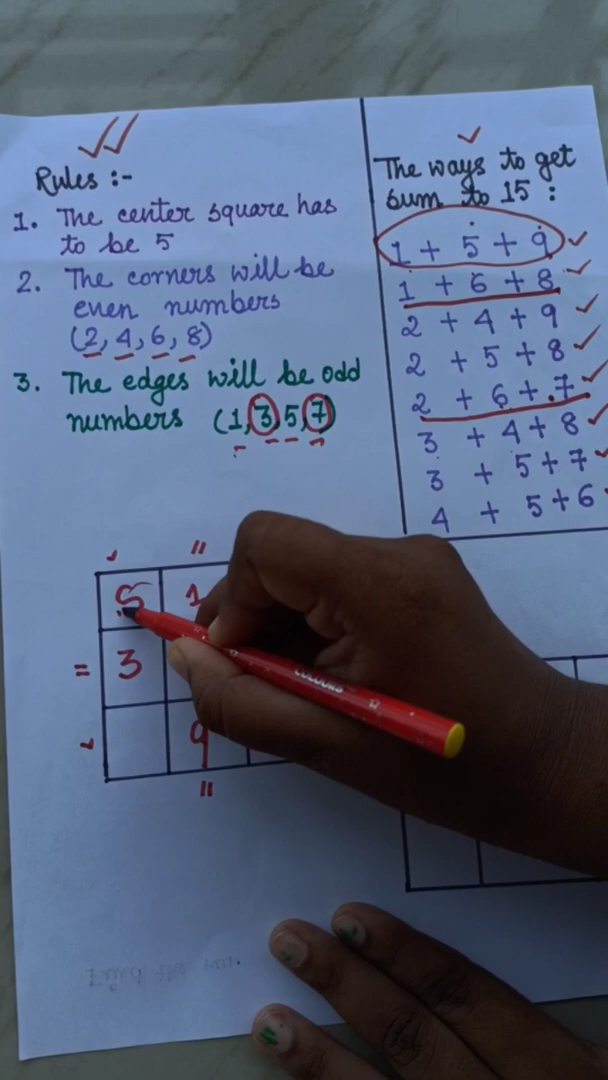 Rules :-
1. The center square has
to be 5
2. The corners will be
even numbers
(2, 4, 6, 8)
3. The edges will be odd
numbers (1, 3, 5, 7)
The ways to get
sum to 15 :
1 + 5 + 9
1 + 6 + 8
2 + 4 + 9
2 + 5 + 8
2 + 6 + 7
3 + 4 + 8
3 + 5 + 7
4 + 5 + 6
1
3
9
COLOURS